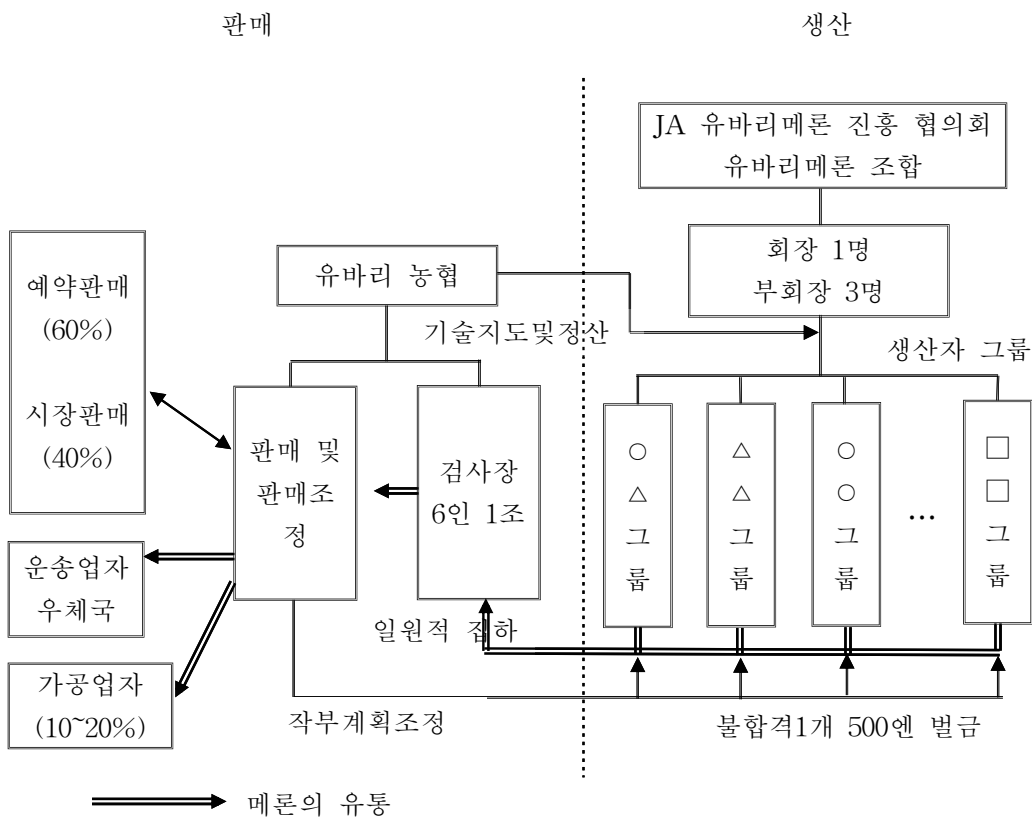 판매
생산
JA 유바리메론 진흥 협의회
유바리메론 조합
회장 1명
부회장 3명
유바리 농협
기술지도및정산
생산자 그룹
예약판매
(60%)
시장판매
(40%)
판매 및
판매조
정
검사장
6인 1조
○
△
그
룹
△
△
그
룹
○
○
그
룹
…
□
□
그
룹
운송업자
우체국
일원적 집하
가공업자
(10~20%)
작부계획조정
불합격1개 500엔 벌금
메론의 유통